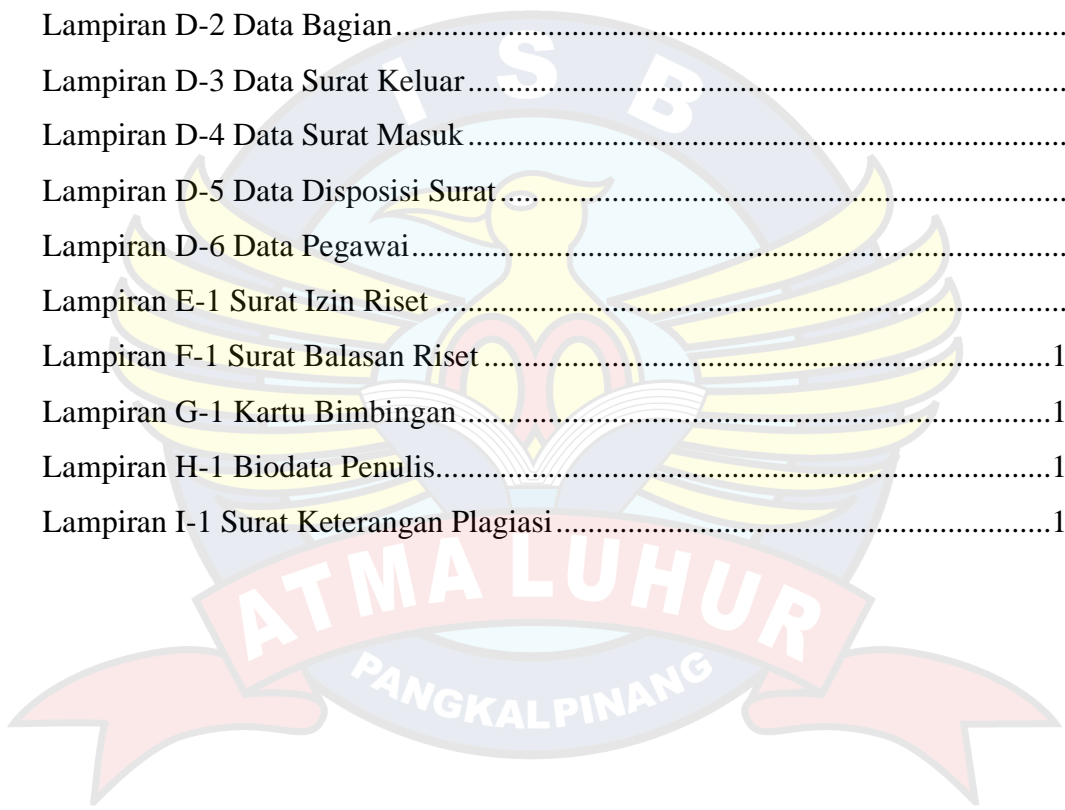 Lampiran D-2 Data Bagian
Lampiran D-3 Data Surat Keluar
Lampiran D-4 Data Surat Masuk
Lampiran D-5 Data Disposisi Surat
Lampiran D-6 Data Pegawai
Lampiran E-1 Surat Izin Riset
Lampiran F-1 Surat Balasan Riset 1
Lampiran G-1 Kartu Bimbingan 1
Lampiran H-1 Biodata Penulis 1
Lampiran I-1 Surat Keterangan Plagiasi 1
I S B
ATMA LUHUR
PANGKALPINANG